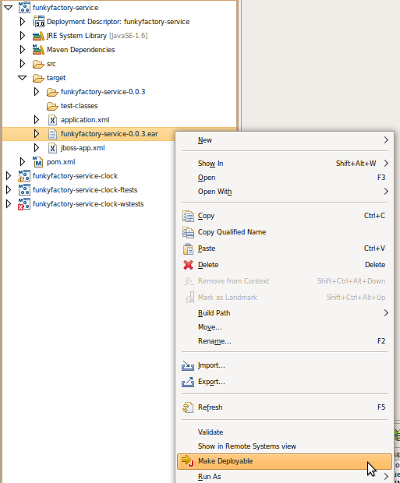 funkyfactory-service
Deployment Descriptor: funkyfactory-service
JRE System Library [JavaSE-1.6]
Maven Dependencies
src
target
funkyfactory-service-0.0.3
test-classes
application.xml
funkyfactory-service-0.0.3.ear
jboss-app.xml
pom.xml
funkyfactory-service-clock
funkyfactory-service-clock-ftests
funkyfactory-service-clock-wstests
New
Show In Shift+Alt+W
Open F3
Open With
Copy Ctrl+C
Copy Qualified Name
Paste Ctrl+V
Delete Delete
Remove from Context Shift+Ctrl+Alt+Down
Mark as Landmark Shift+Ctrl+Alt+Up
Build Path
Move...
Rename... F2
Import...
Export...
Refresh F5
Validate
Show in Remote Systems view
Make Deployable
Run As